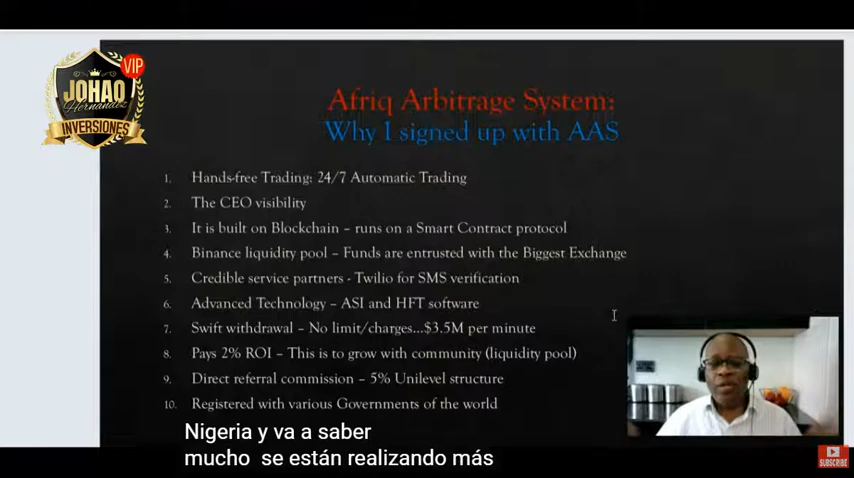 VIP
JOHAO
Hernandez
INVERSIONES
Afriq Arbitrage System:
Why I signed up with AAS
1. Hands-free Trading: 24/7 Automatic Trading
2. The CEO visibility
3. It is built on Blockchain – runs on a Smart Contract protocol
4. Binance liquidity pool – Funds are entrusted with the Biggest Exchange
5. Credible service partners - Twilio for SMS verification
6. Advanced Technology – ASI and HFT software
7. Swift withdrawal – No limit/charges...$3.5M per minute
8. Pays 2% ROI – This is to grow with community (liquidity pool)
9. Direct referral commission – 5% Unilevel structure
10. Registered with various Governments of the world
Nigeria y va a saber
mucho se están realizando más
SUBSCRIBE